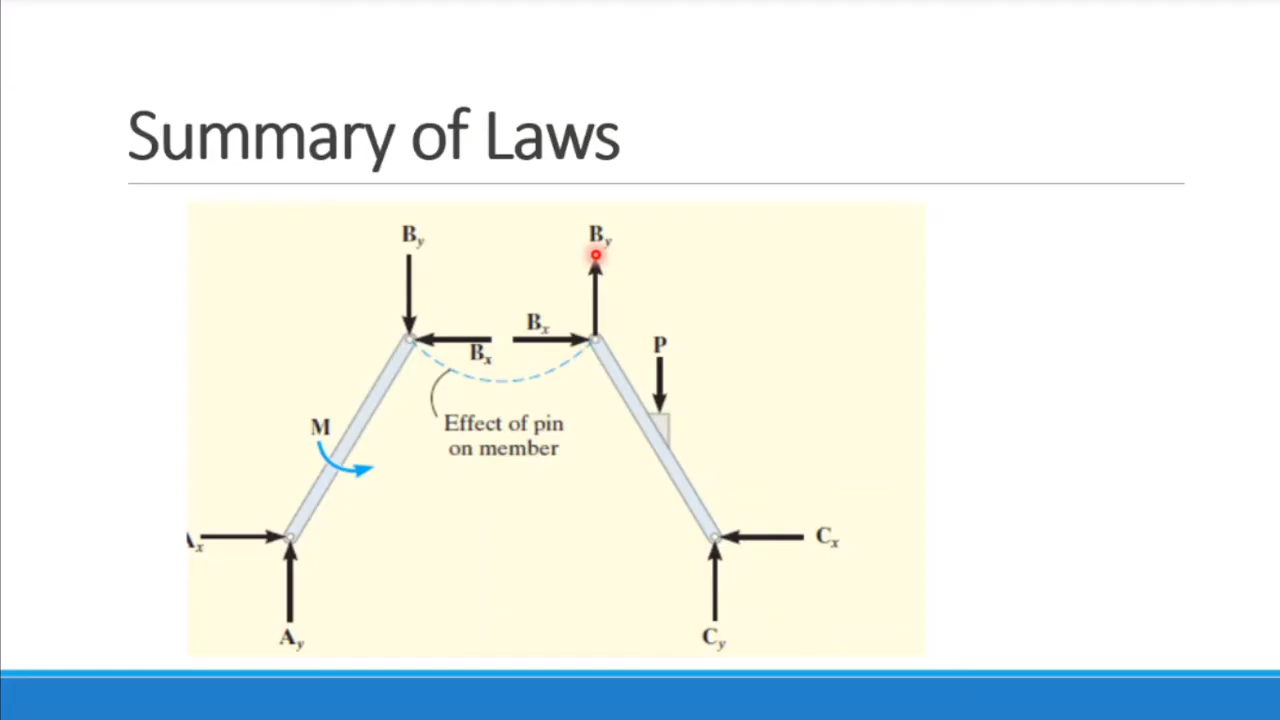 Summary of Laws
By
By
Bx
Bx
P
M
Effect of pin
on member
Ax
Cx
Ay
Cy